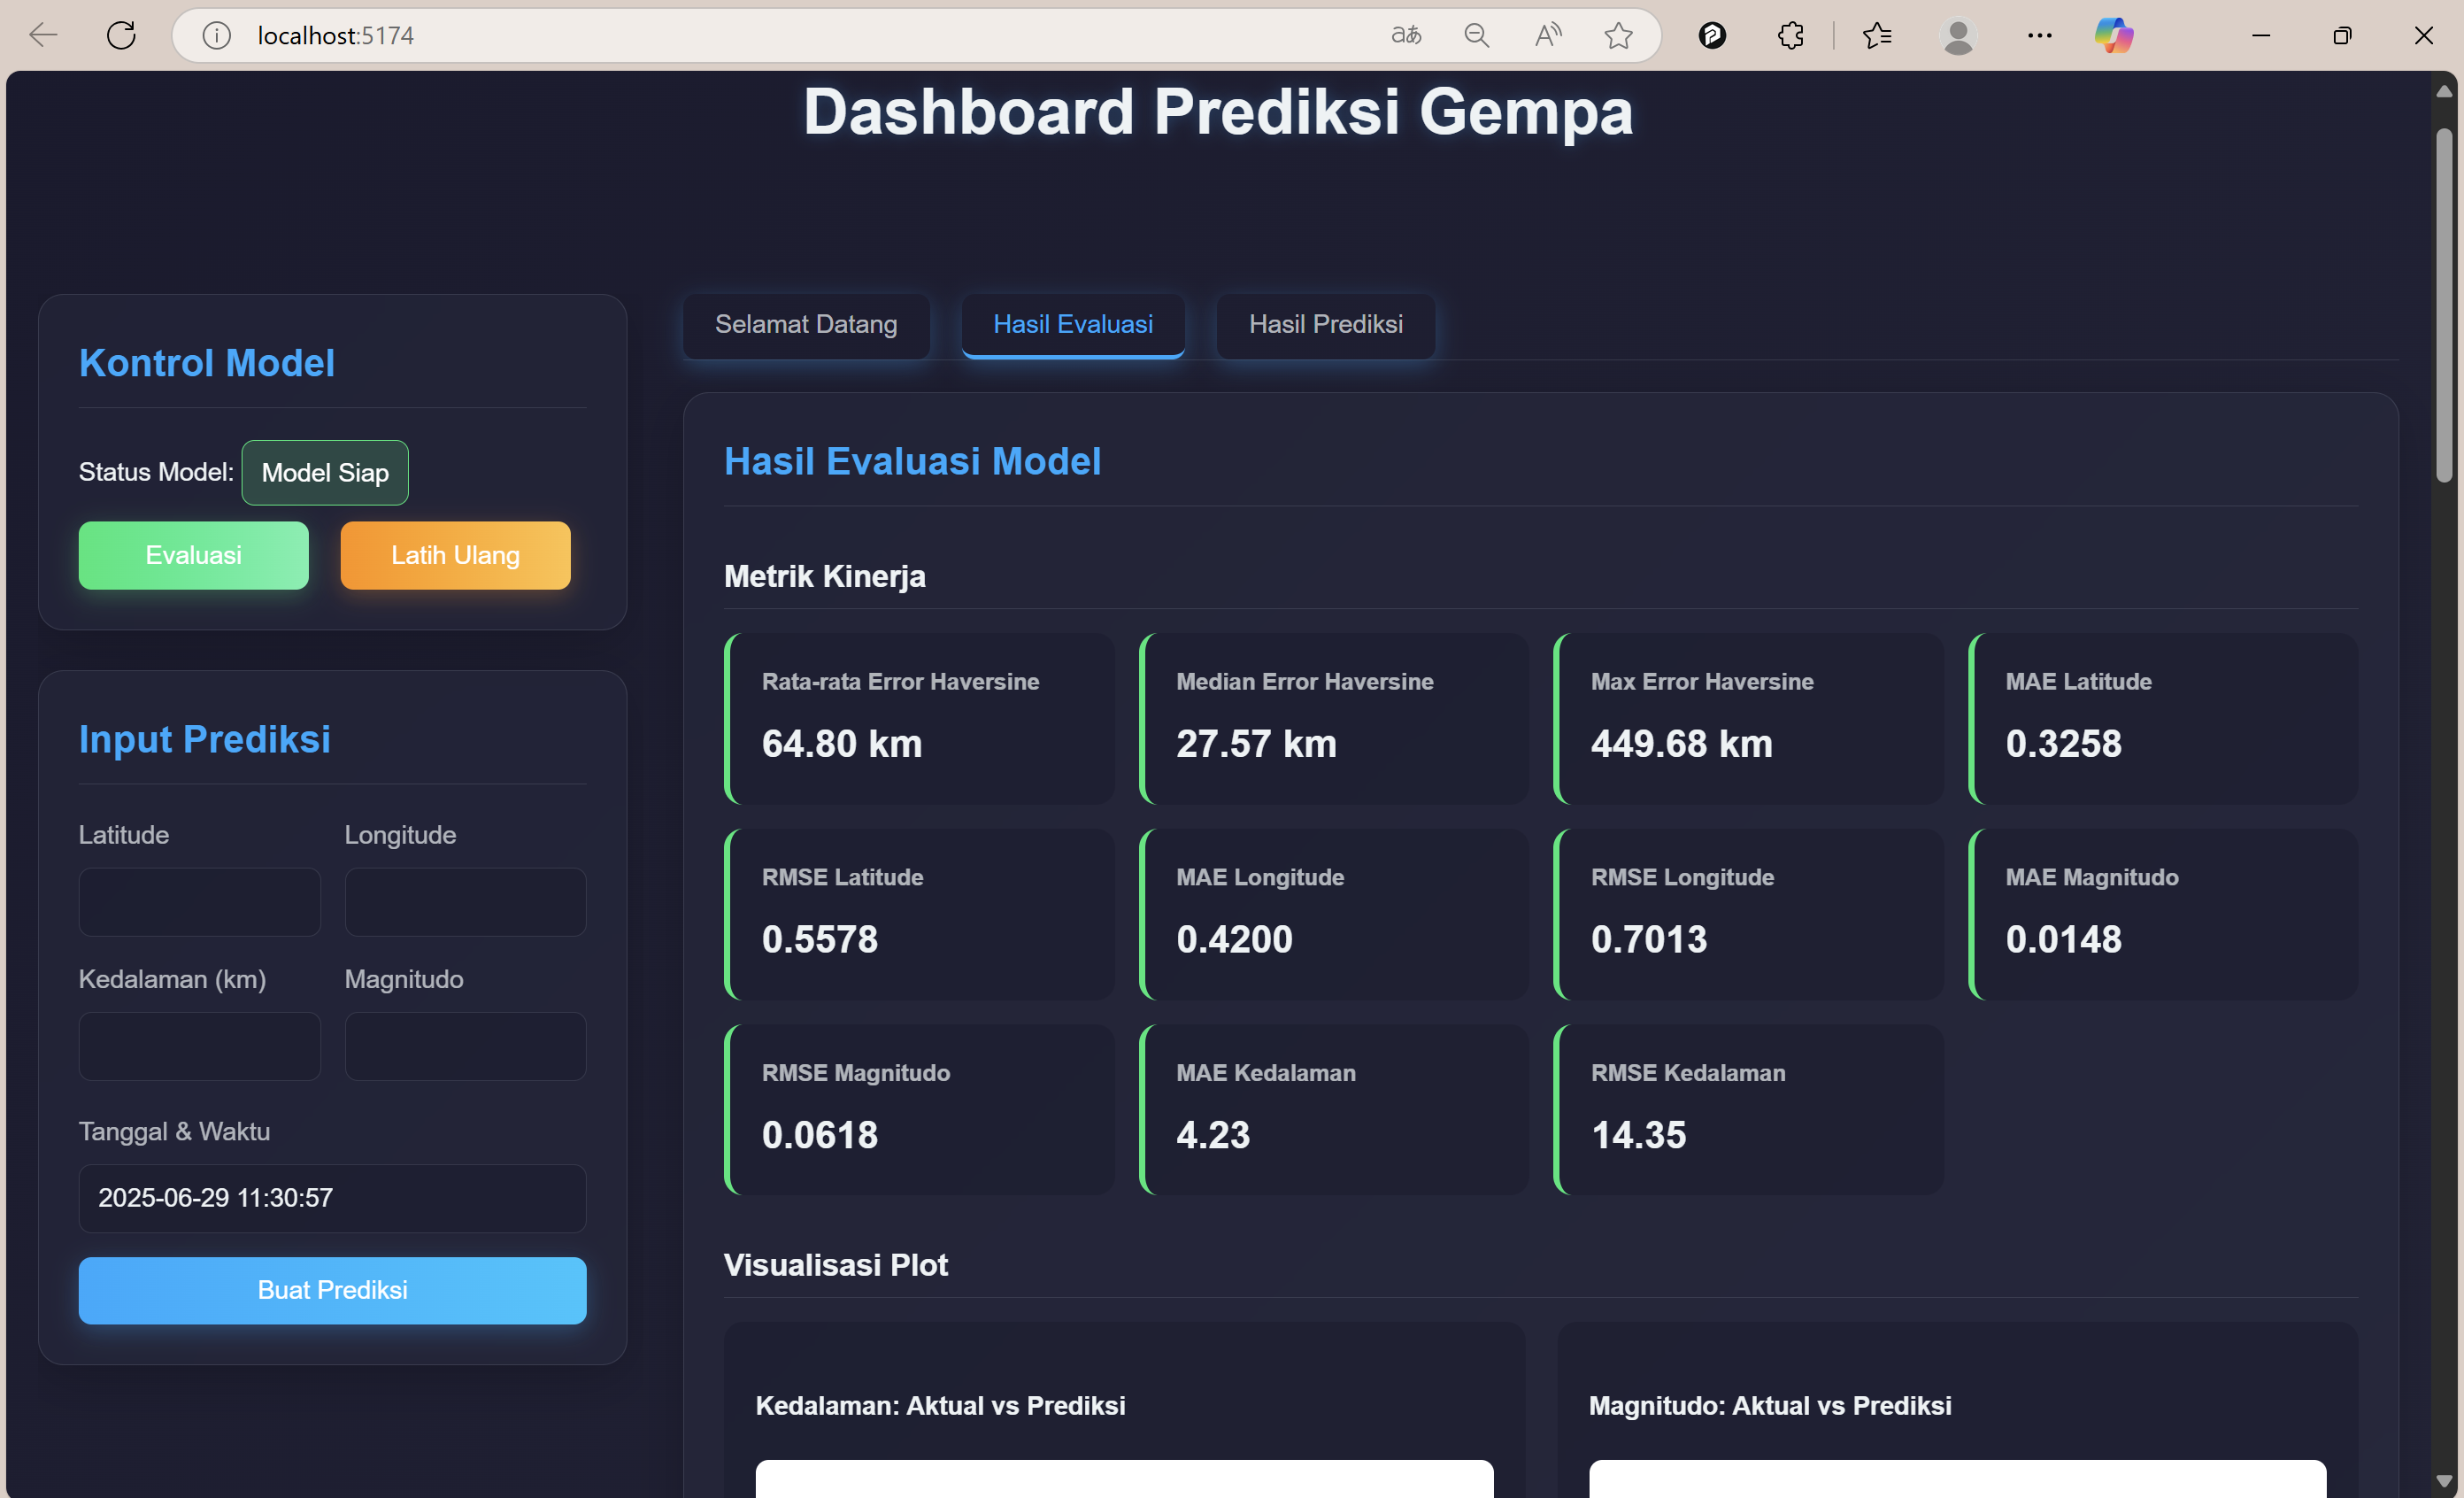 localhost:5174
Dashboard Prediksi Gempa
Kontrol Model
Status Model: Model Siap
Evaluasi
Latih Ulang
Input Prediksi
Latitude
Longitude
Kedalaman (km)
Magnitudo
Tanggal & Waktu
2025-06-29 11:30:57
Buat Prediksi
Selamat Datang
Hasil Evaluasi
Hasil Prediksi
Hasil Evaluasi Model
Metrik Kinerja
Rata-rata Error Haversine
64.80 km
Median Error Haversine
27.57 km
Max Error Haversine
449.68 km
MAE Latitude
0.3258
RMSE Latitude
0.5578
MAE Longitude
0.4200
RMSE Longitude
0.7013
MAE Magnitudo
0.0148
RMSE Magnitudo
0.0618
MAE Kedalaman
4.23
RMSE Kedalaman
14.35
Visualisasi Plot
Kedalaman: Aktual vs Prediksi
Magnitudo: Aktual vs Prediksi